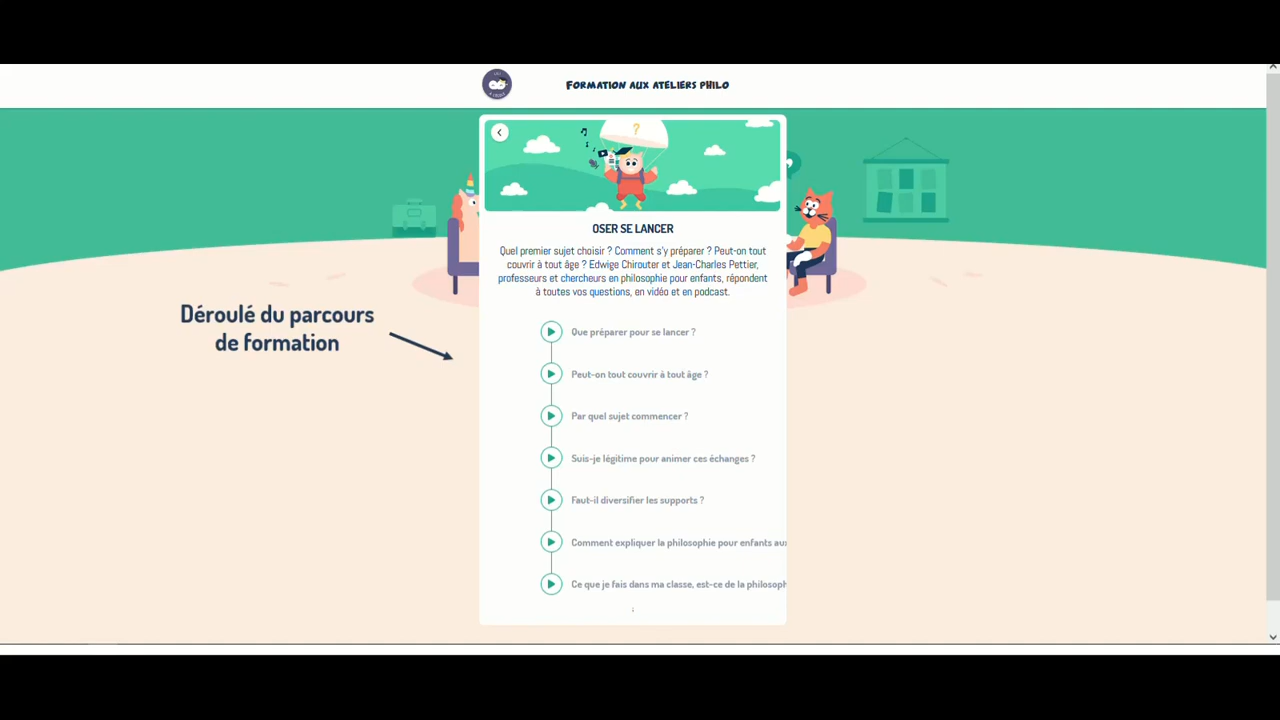 Formation aux ateliers philo
?
OSER SE LANCER
Quel premier sujet choisir ? Comment s'y préparer ? Peut-on tout
couvrir à tout âge ? Edwige Chirouter et Jean-Charles Pettier,
professeurs et chercheurs en philosophie pour enfants, répondent
à toutes vos questions, en vidéo et en podcast.
Déroulé du parcours
de formation
Que préparer pour se lancer ?
Peut-on tout couvrir à tout âge ?
Par quel sujet commencer ?
Suis-je légitime pour animer ces échanges ?
Faut-il diversifier les supports ?
Comment expliquer la philosophie pour enfants aux
Ce que je fais dans ma classe, est-ce de la philosoph